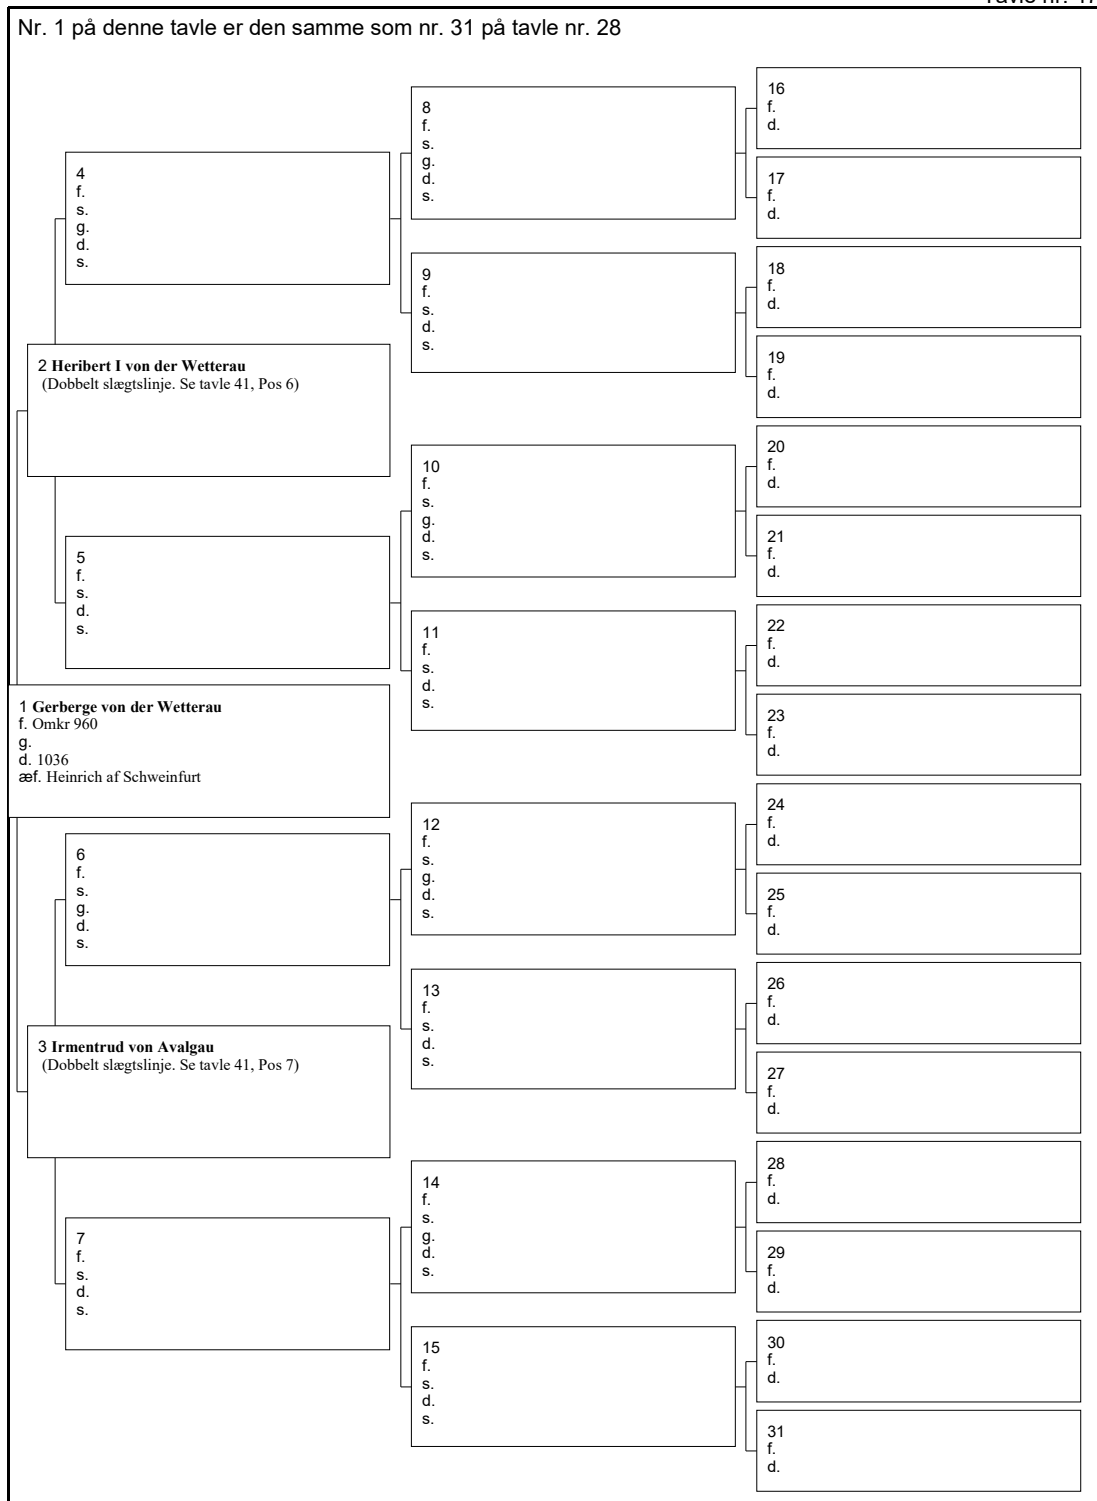 Tavle nr. 47
Nr. 1 på denne tavle er den samme som nr. 31 på tavle nr. 28
16
f.
d.
8
f.
s.
g.
d.
s.
17
f.
d.
4
f.
s.
g.
d.
s.
18
f.
d.
9
f.
s.
d.
s.
19
f.
d.
2 Heribert I von der Wetterau
(Dobbelt slægtslinje. Se tavle 41, Pos 6)
20
f.
d.
10
f.
s.
g.
d.
s.
21
f.
d.
5
f.
s.
d.
s.
22
f.
d.
11
f.
s.
d.
s.
23
f.
d.
1 Gerberge von der Wetterau
f. Omkr 960
g.
d. 1036
æf. Heinrich af Schweinfurt
24
f.
d.
12
f.
s.
g.
d.
s.
25
f.
d.
6
f.
s.
g.
d.
s.
26
f.
d.
13
f.
s.
d.
s.
27
f.
d.
3 Irmentrud von Avalgau
(Dobbelt slægtslinje. Se tavle 41, Pos 7)
28
f.
d.
14
f.
s.
g.
d.
s.
29
f.
d.
7
f.
s.
d.
s.
30
f.
d.
15
f.
s.
d.
s.
31
f.
d.